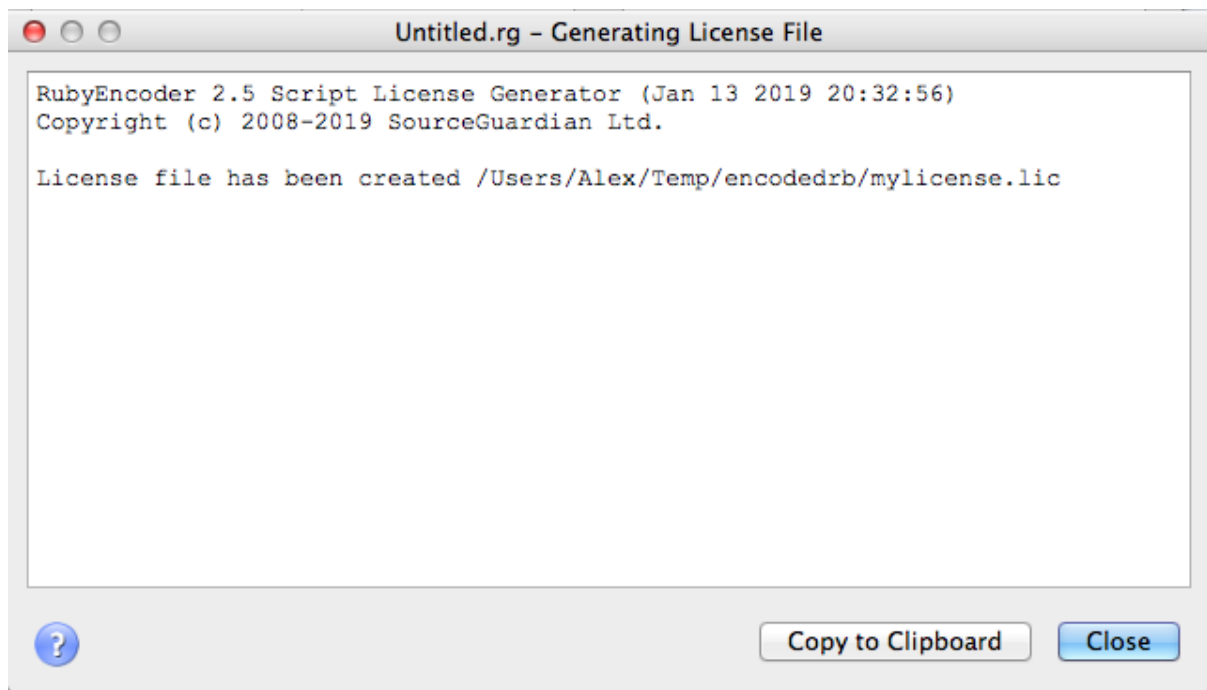 Untitled.rg – Generating License File
RubyEncoder 2.5 Script License Generator (Jan 13 2019 20:32:56)
Copyright (c) 2008-2019 SourceGuardian Ltd.
License file has been created /Users/Alex/Temp/encodedrb/mylicense.lic
?
Copy to Clipboard
Close